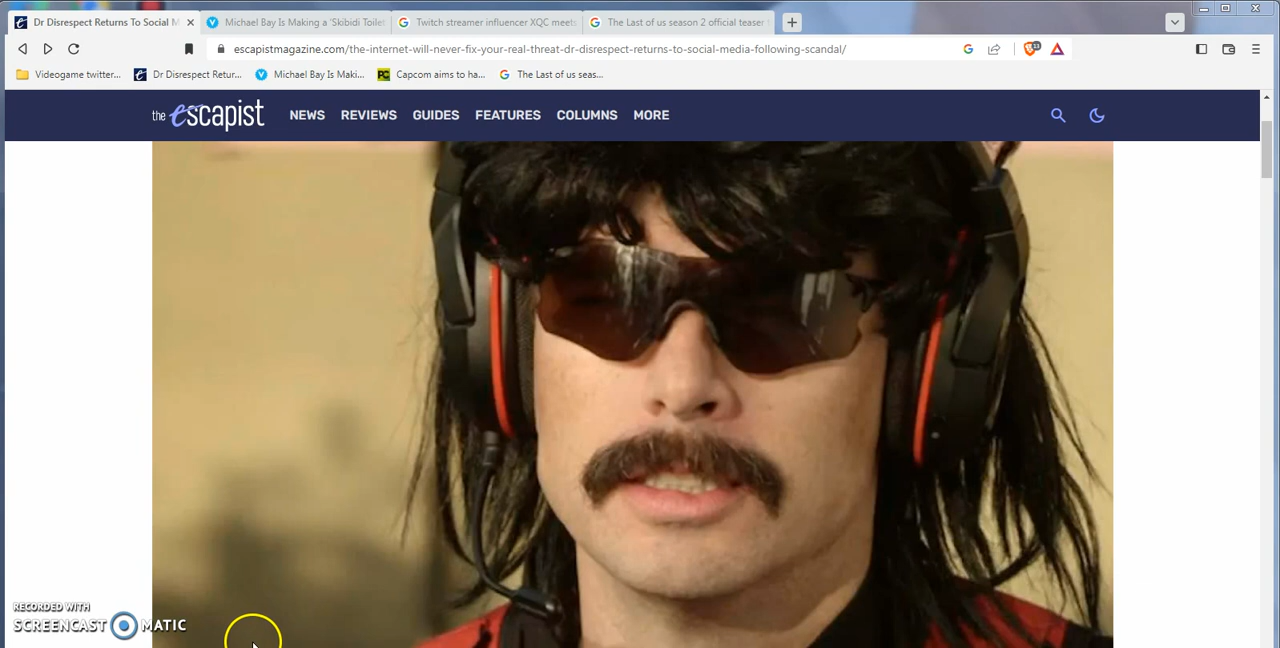 Dr Disrespect Returns To Social M
Michael Bay Is Making a 'Skibidi Toilet
Twitch streamer influencer XQC meets
The Last of us season 2 official teaser t
escapistmagazine.com/the-internet-will-never-fix-your-real-threat-dr-disrespect-returns-to-social-media-following-scandal/
Videogame twitter...
Dr Disrespect Retur...
Michael Bay Is Maki...
Capcom aims to ha...
The Last of us seas...
the escapist
NEWS
REVIEWS
GUIDES
FEATURES
COLUMNS
MORE
RECORDED WITH
SCREENCAST MATIC